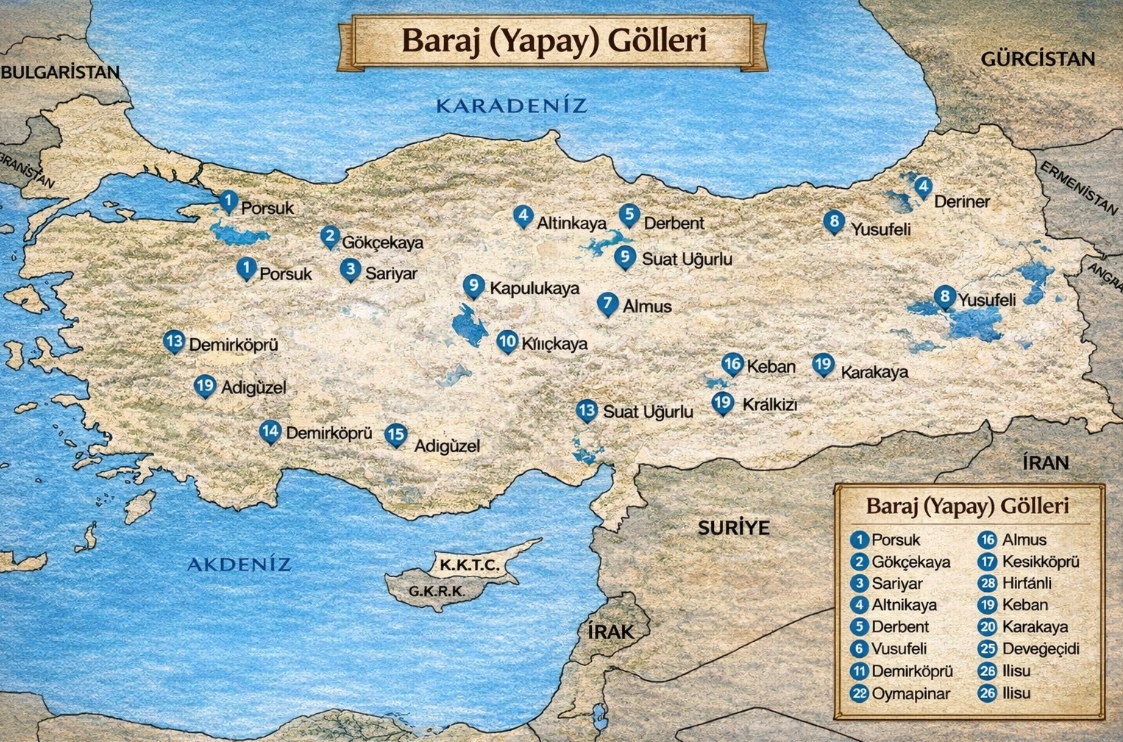 Baraj (Yapay) Gölleri
BULGARİSTAN
GÜRCİSTAN
KARADENİZ
ERMENİSTAN
1 Porsuk
4 Deriner
4 Altinkaya
5 Derbent
8 Yusufeli
2 Gökçekaya
9 Suat Uğurlu
1 Porsuk
3 Sariyar
9 Kapulukaya
8 Yusufeli
7 Almus
13 Demirköprü
10 Kïııçkaya
16 Keban
19 Karakaya
19 Adigüzel
19 Králkizı
13 Suat Uğurlu
14 Demirköprü
15 Adigüzel
İRAN
SURİYE
AKDENİZ
K.K.T.C.
G.K.R.K.
İRAK
Baraj (Yapay) Gölleri
1 Porsuk
2 Gökçekaya
3 Sariyar
4 Altnikaya
5 Derbent
6 Vusufeli
11 Demirköprü
22 Oymapinar
16 Almus
17 Kesikköprü
28 Hirfánli
19 Keban
20 Karakaya
25 Deveğeçidi
26 Ilisu
26 Ilisu